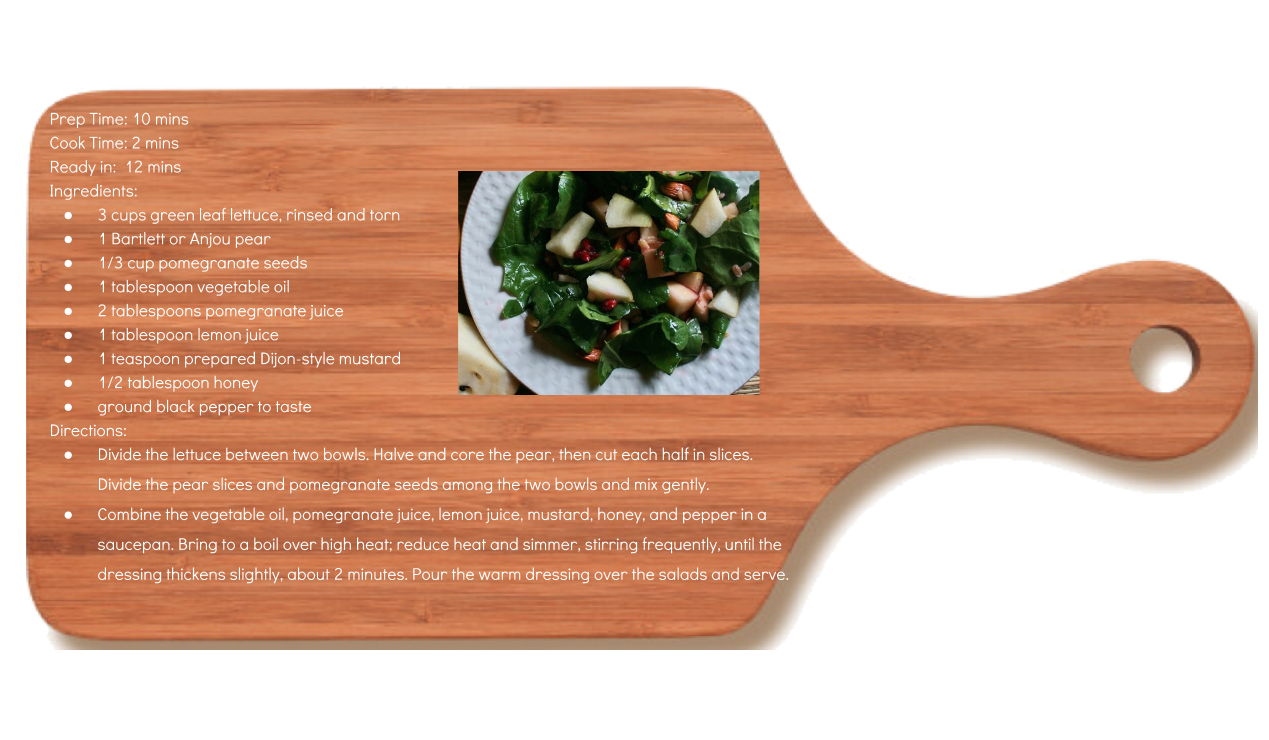 Prep Time: 10 mins
Cook Time: 2 mins
Ready in:  12 mins
Ingredients:
● 3 cups green leaf lettuce, rinsed and torn
● 1 Bartlett or Anjou pear
● 1/3 cup pomegranate seeds
● 1 tablespoon vegetable oil
● 2 tablespoons pomegranate juice
● 1 tablespoon lemon juice
● 1 teaspoon prepared Dijon-style mustard
● 1/2 tablespoon honey
● ground black pepper to taste
Directions:
● Divide the lettuce between two bowls. Halve and core the pear, then cut each half in slices.
Divide the pear slices and pomegranate seeds among the two bowls and mix gently.
● Combine the vegetable oil, pomegranate juice, lemon juice, mustard, honey, and pepper in a
saucepan. Bring to a boil over high heat; reduce heat and simmer, stirring frequently, until the
dressing thickens slightly, about 2 minutes. Pour the warm dressing over the salads and serve.